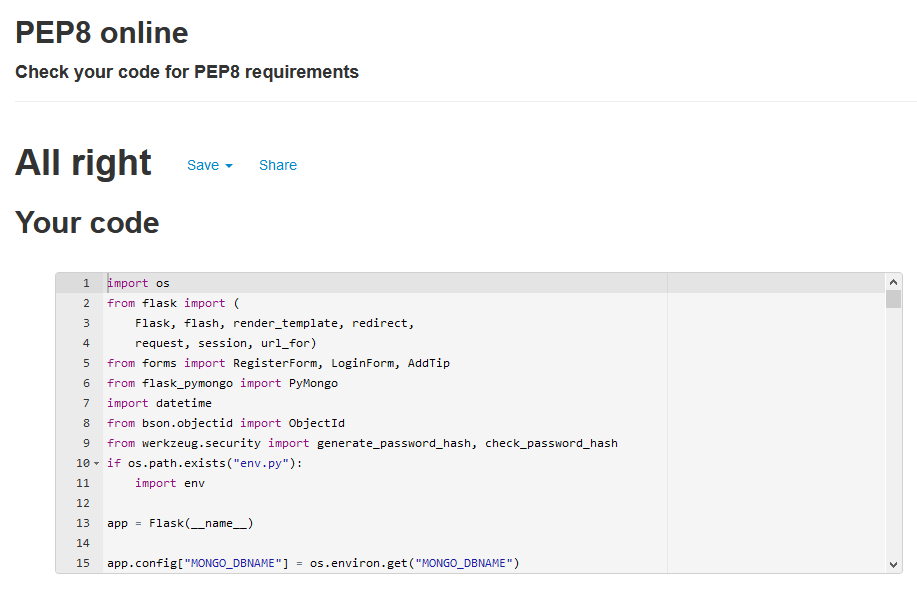 PEP8 online
Check your code for PEP8 requirements
All right Save Share
Your code
1 import os
2 from flask import (
3     Flask, flash, render_template, redirect,
4     request, session, url_for)
5 from forms import RegisterForm, LoginForm, AddTip
6 from flask_pymongo import PyMongo
7 import datetime
8 from bson.objectid import ObjectId
9 from werkzeug.security import generate_password_hash, check_password_hash
10 if os.path.exists("env.py"):
11     import env
12
13 app = Flask(__name__)
14
15 app.config["MONGO_DBNAME"] = os.environ.get("MONGO_DBNAME")